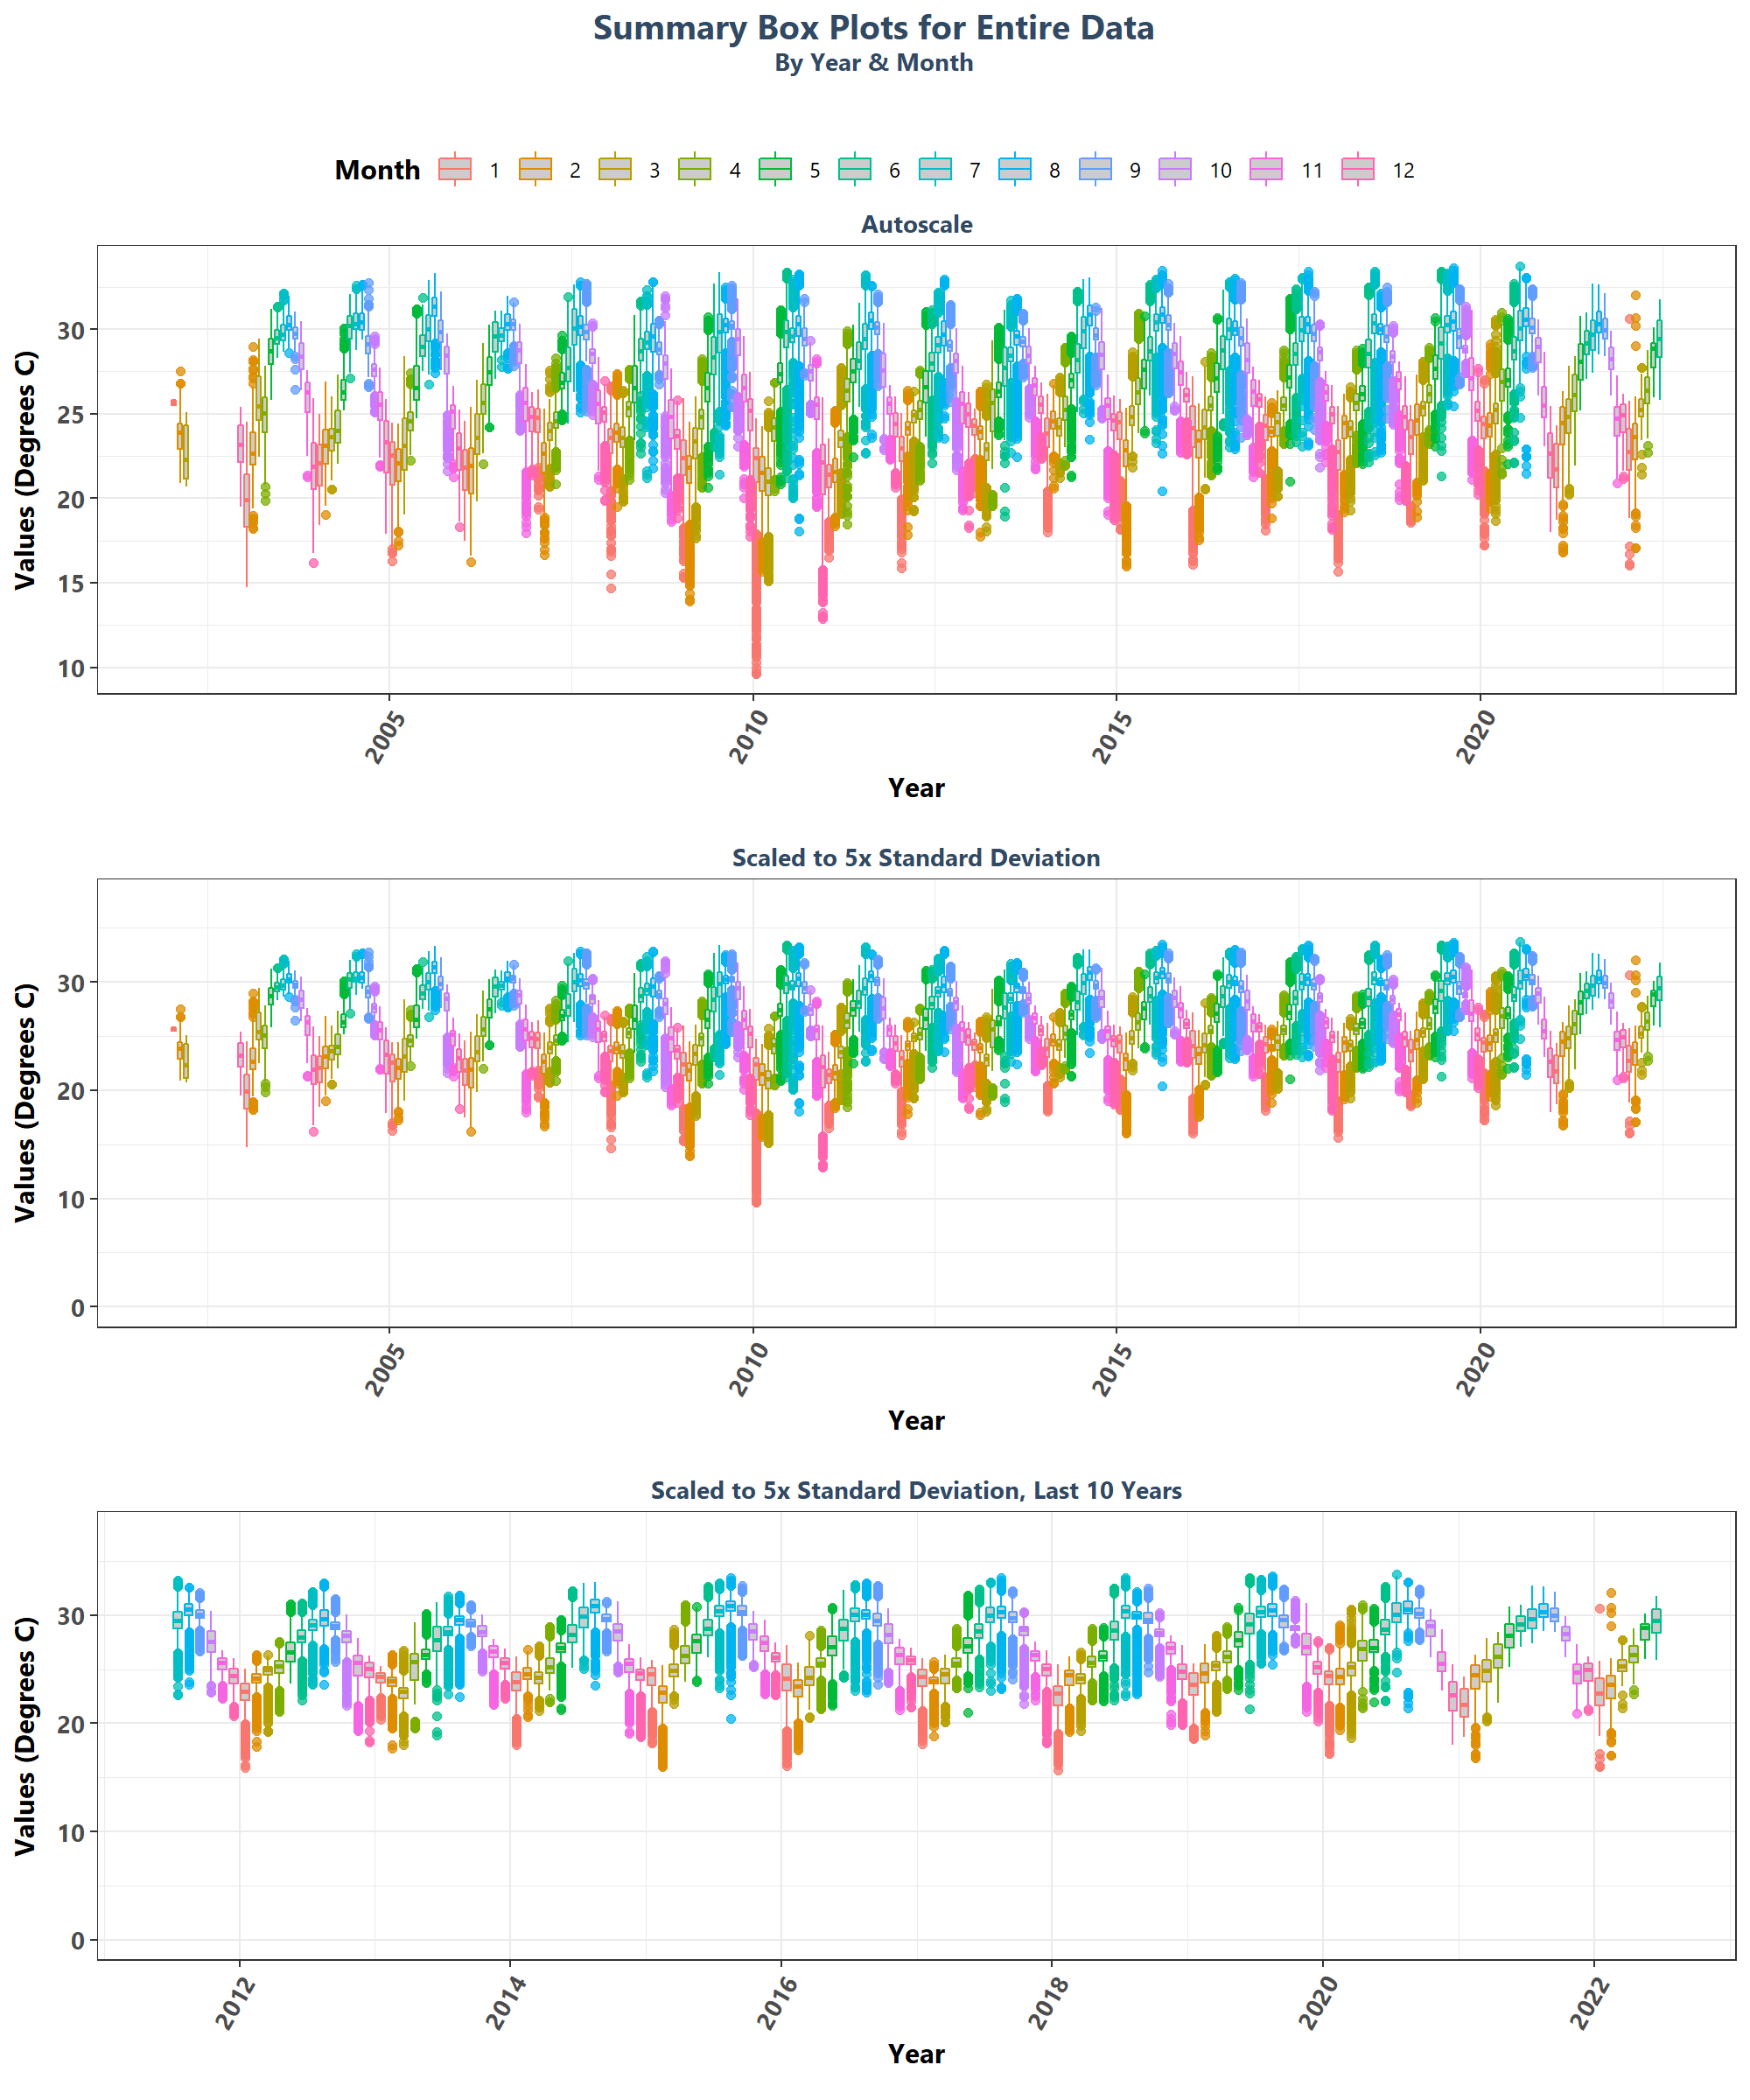 Summary Box Plots for Entire Data
By Year & Month
Month 1 2 3 4 5 6 7 8 9 10 11 12
Autoscale
Values (Degrees C)
30
25
20
15
10
2005 2010 2015 2020
Year
Scaled to 5x Standard Deviation
Values (Degrees C)
30
20
10
0
2005 2010 2015 2020
Year
Scaled to 5x Standard Deviation, Last 10 Years
Values (Degrees C)
30
20
10
0
2012 2014 2016 2018 2020 2022
Year